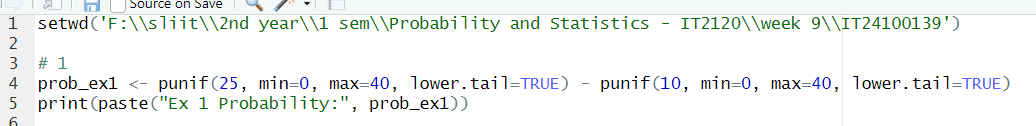 Source on Save
1 setwd('F:\\sliit\\2nd year\\1 sem\\Probability and Statistics - IT2120\\week 9\\IT24100139')
2
3 # 1
4 prob_ex1 <- punif(25, min=0, max=40, lower.tail=TRUE) - punif(10, min=0, max=40, lower.tail=TRUE)
5 print(paste("Ex 1 Probability:", prob_ex1))
6